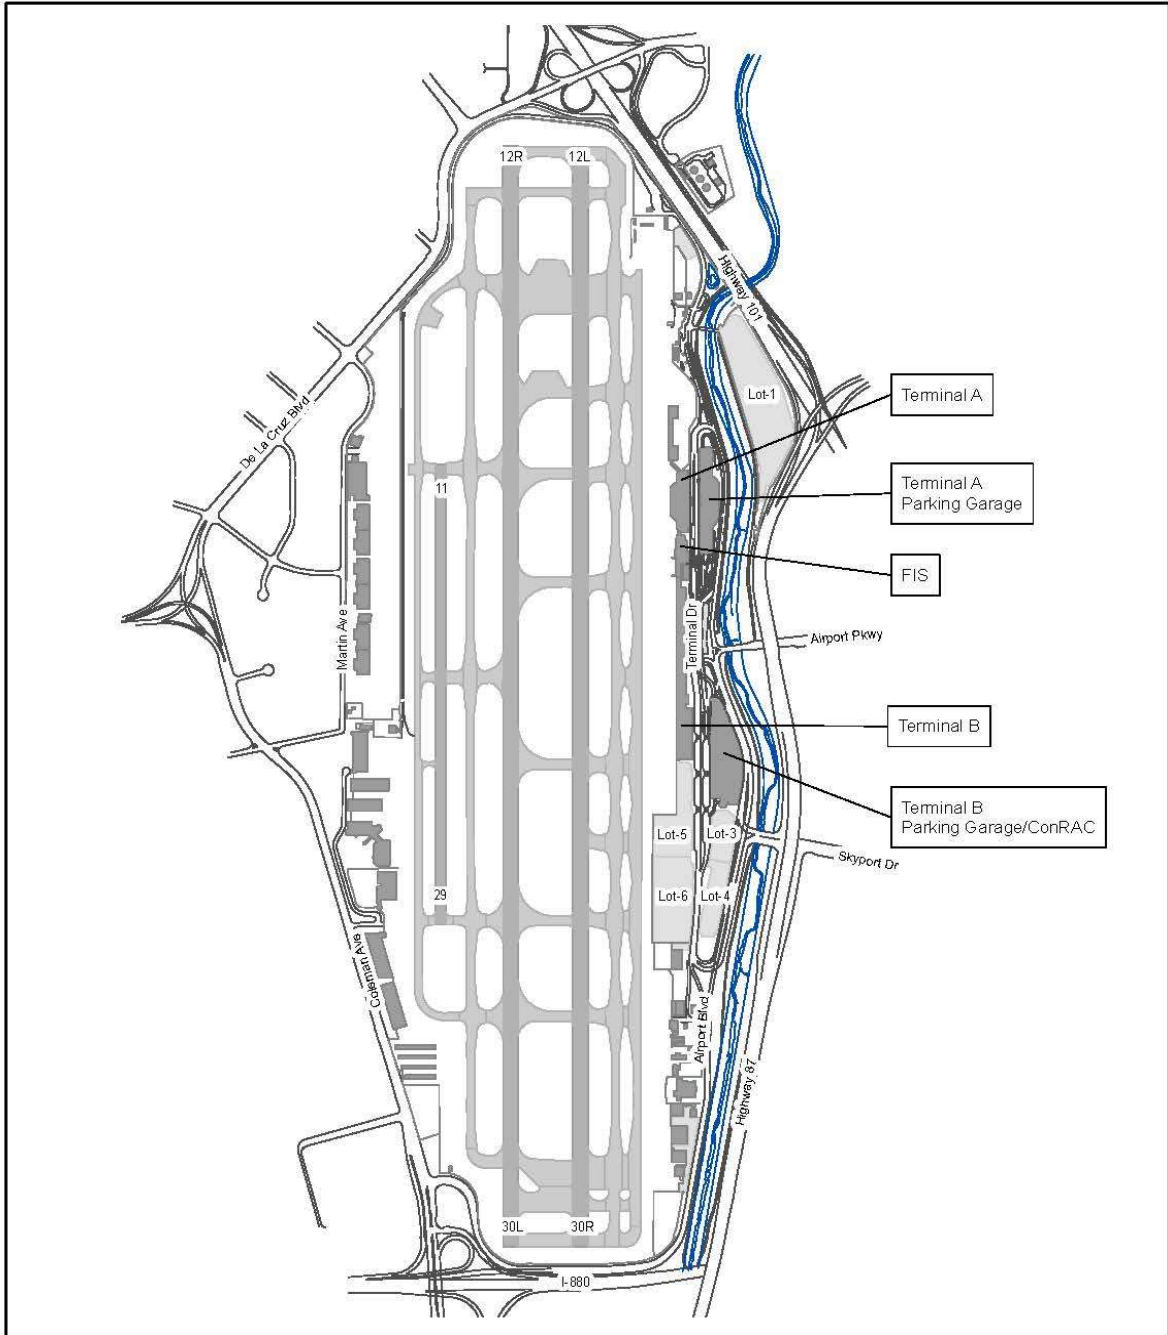 12R
12L
Highway 101
Lot-1
Terminal A
De La Cruz Blvd
Terminal A
Parking Garage
11
FIS
Martin Ave
Terminal Dr
Airport Pkwy
Terminal B
Terminal B
Parking Garage/ConRAC
Lot-5
Lot-3
Skyport Dr
29
Lot-6
Lot-4
Coleman Ave
Airport Blvd
Highway 87
30L
30R
I-880